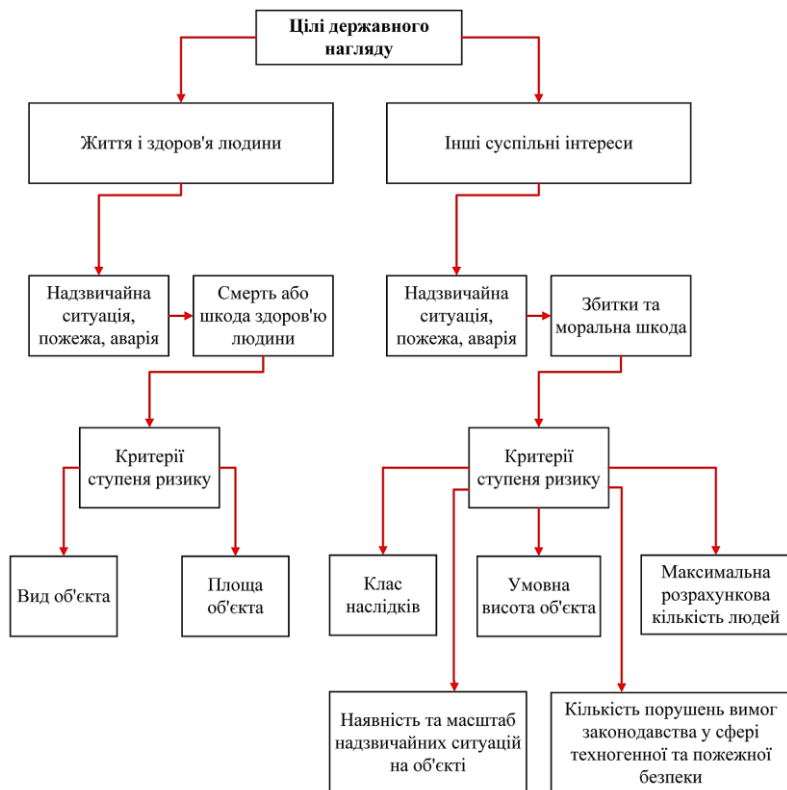 Цілі державного
нагляду
Життя і здоров'я людини
Інші суспільні інтереси
Надзвичайна
ситуація,
пожежа, аварія
Смерть або
шкода здоров'ю
людини
Надзвичайна
ситуація,
пожежа, аварія
Збитки та
моральна шкода
Критерії
ступеня ризику
Критерії
ступеня ризику
Вид об'єкта
Площа
об'єкта
Клас
наслідків
Умовна
висота об'єкта
Максимальна
розрахункова
кількість людей
Наявність та масштаб
надзвичайних ситуацій
на об'єкті
Кількість порушень вимог
законодавства у сфері
техногенної та пожежної
безпеки